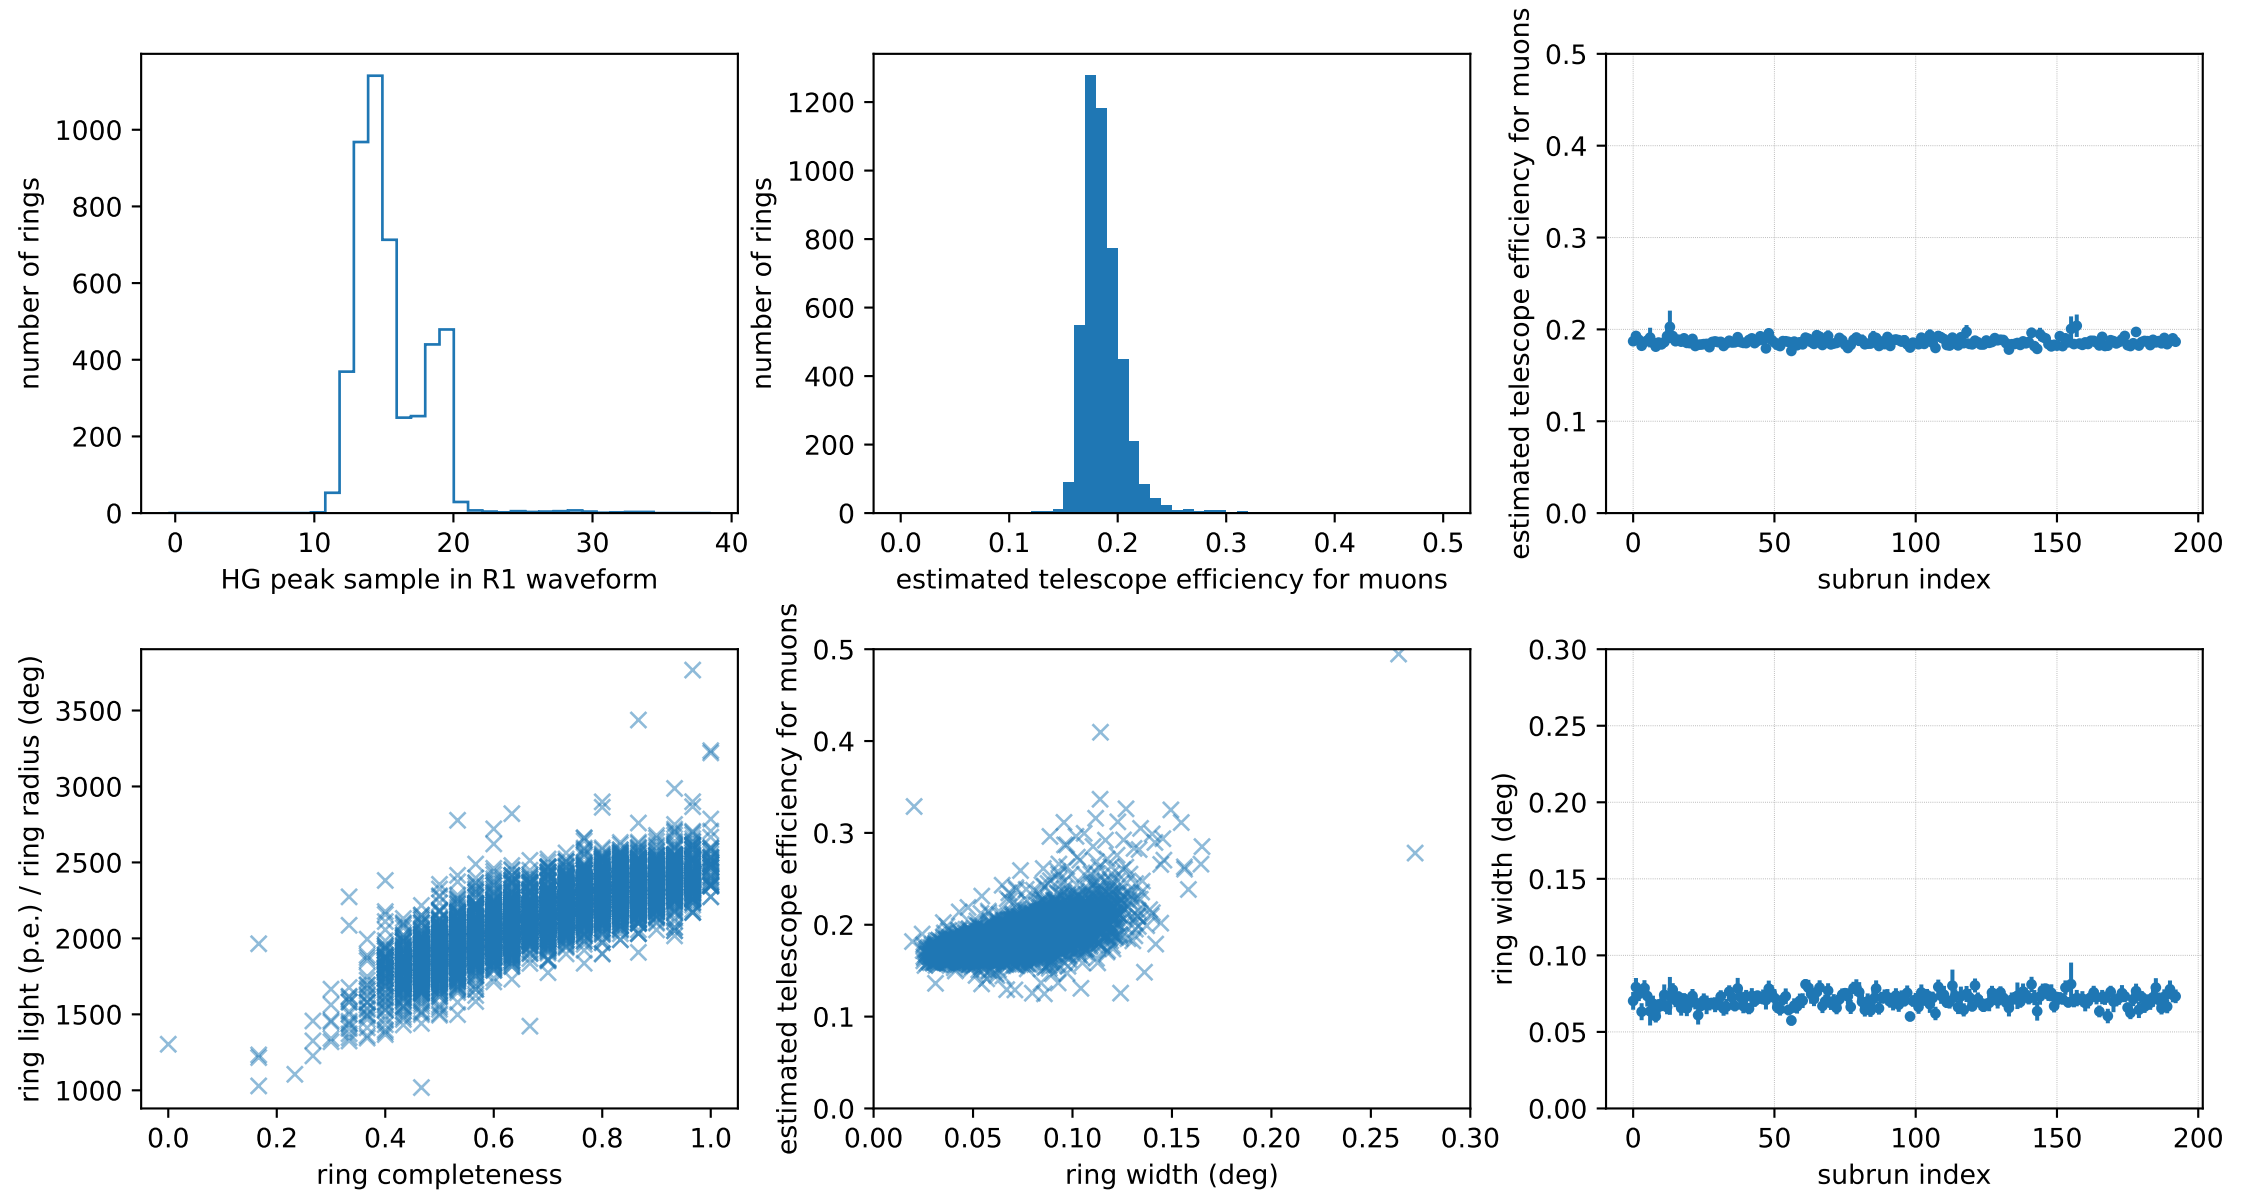 number of rings
1000
800
600
400
200
0
0 10 20 30 40
HG peak sample in R1 waveform
number of rings
1200
1000
800
600
400
200
0
0.0 0.1 0.2 0.3 0.4 0.5
estimated telescope efficiency for muons
estimated telescope efficiency for muons
0.5
0.4
0.3
0.2
0.1
0.0
0 50 100 150 200
subrun index
ring light (p.e.) / ring radius (deg)
3500
3000
2500
2000
1500
1000
0.0 0.2 0.4 0.6 0.8 1.0
ring completeness
estimated telescope efficiency for muons
0.5
0.4
0.3
0.2
0.1
0.0
0.00 0.05 0.10 0.15 0.20 0.25 0.30
ring width (deg)
ring width (deg)
0.30
0.25
0.20
0.15
0.10
0.05
0.00
0 50 100 150 200
subrun index